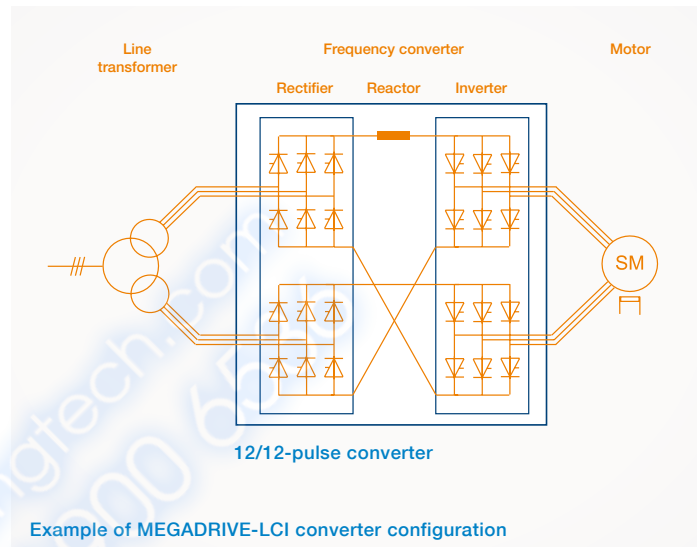 Line
transformer
Frequency converter
Motor
Rectifier
Reactor
Inverter
SM
12/12-pulse converter
Example of MEGADRIVE-LCI converter configuration